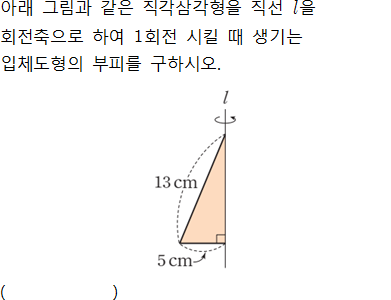 아래 그림과 같은 직각삼각형을 직선 l을
회전축으로 하여 1회전 시킬 때 생기는
입체도형의 부피를 구하시오.
l
13 cm
5 cm
( )